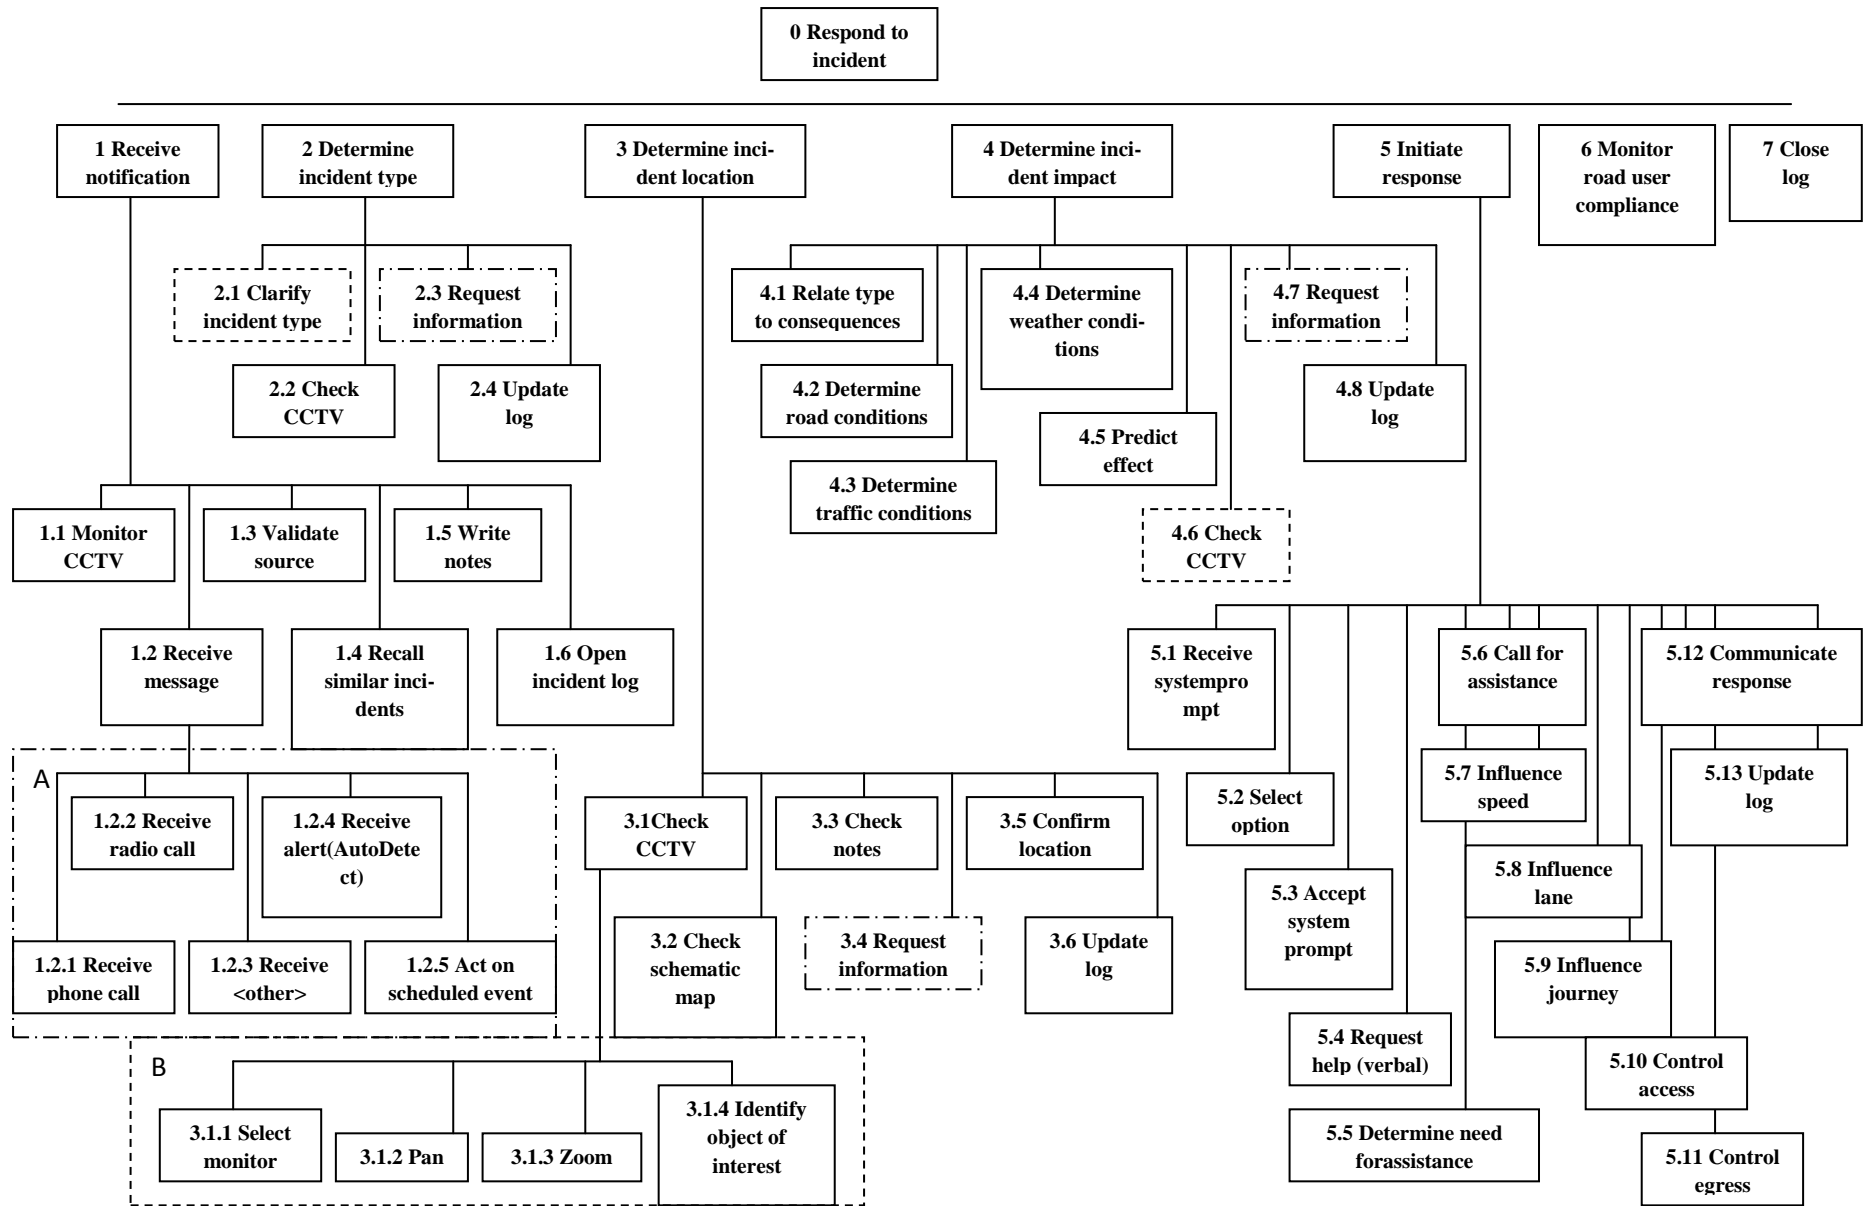 0 Respond to
incident
1 Receive
notification
2 Determine
incident type
3 Determine inci-
dent location
4 Determine inci-
dent impact
5 Initiate
response
6 Monitor
road user
compliance
7 Close
log
2.1 Clarify
incident type
2.3 Request
information
2.2 Check
CCTV
2.4 Update
log
4.1 Relate type
to consequences
4.4 Determine
weather condi-
tions
4.7 Request
information
4.2 Determine
road conditions
4.8 Update
log
4.5 Predict
effect
4.3 Determine
traffic conditions
4.6 Check
CCTV
1.1 Monitor
CCTV
1.3 Validate
source
1.5 Write
notes
1.2 Receive
message
1.4 Recall
similar inci-
dents
1.6 Open
incident log
5.1 Receive
systempro
mpt
5.6 Call for
assistance
5.12 Communicate
response
A
1.2.2 Receive
radio call
1.2.4 Receive
alert(AutoDete
ct)
1.2.1 Receive
phone call
1.2.3 Receive
<other>
1.2.5 Act on
scheduled event
3.1Check
CCTV
3.3 Check
notes
3.5 Confirm
location
3.2 Check
schematic
map
3.4 Request
information
3.6 Update
log
5.2 Select
option
5.7 Influence
speed
5.13 Update
log
5.3 Accept
system
prompt
5.8 Influence
lane
5.9 Influence
journey
5.4 Request
help (verbal)
5.10 Control
access
5.5 Determine need
forassistance
5.11 Control
egress
B
3.1.1 Select
monitor
3.1.2 Pan
3.1.3 Zoom
3.1.4 Identify
object of
interest